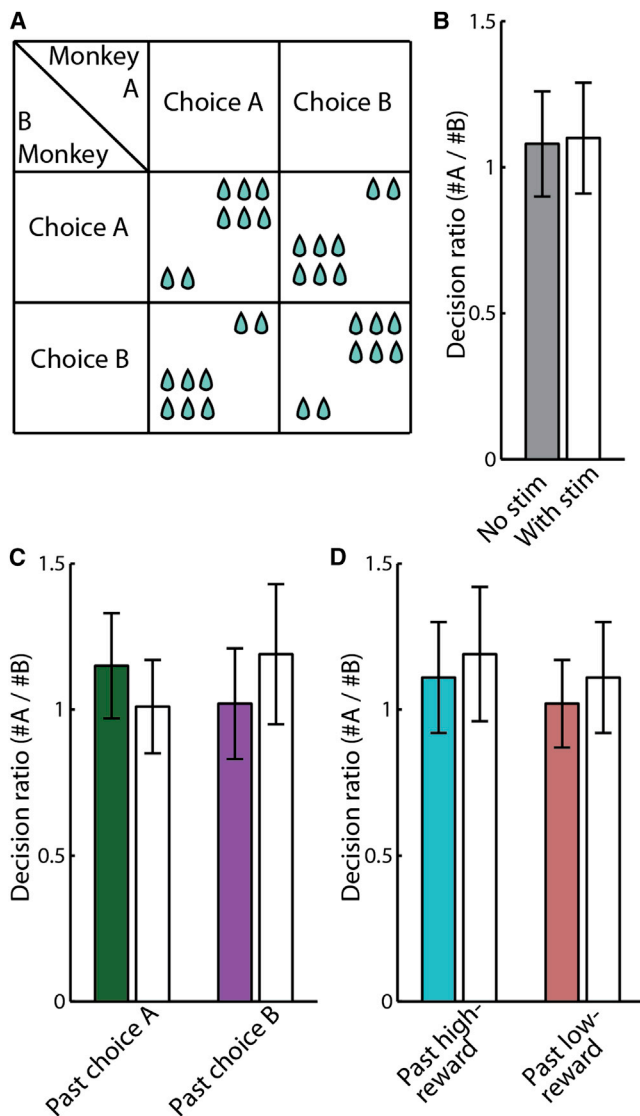 A
Monkey
A
B
Monkey
Choice A
Choice B
Choice A
Choice B
B
1.5
1
0.5
0
Decision ratio (#A / #B)
No stim
With stim
C
1.5
1
0.5
0
Decision ratio (#A / #B)
Past choice A
Past choice B
D
1.5
1
0.5
0
Decision ratio (#A / #B)
Past high-
reward
Past low-
reward